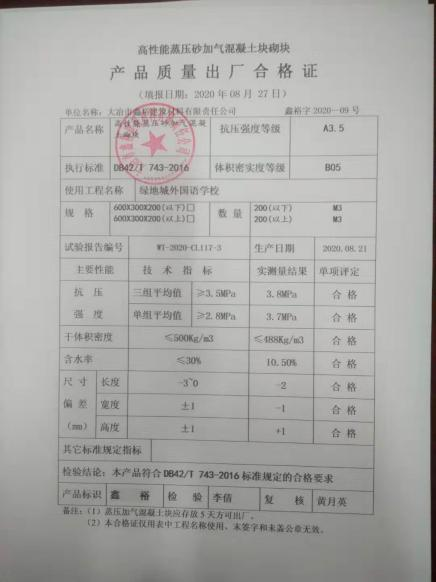 高性能蒸压砂加气混凝土块砌块
产品质量出厂合格证
（填报日期：2020 年 08 月 27 日）
单位名称：大冶市鑫裕建筑材料有限责任公司 鑫裕字 2020--09 号
产品名称 高性能蒸压砂加气混凝土砌块 抗压强度等级 A3.5
执行标准 DB42/T 743-2016 体积密实度等级 B05
使用工程名称 绿地城外国语学校
规 格 600X300X200(以下)□ 数 量 200(以下) M3
600X300X200(以上)□ 200(以上) M3
试验报告编号 WT-2020-CL117-3 生产日期 2020.08.21
主要性能 技 术 指 标 实测量结果 单项评定
抗 压 三组平均值 ≥3.5MPa 3.8MPa 合 格
强 度 单组平均值 ≥2.8MPa 3.7MPa 合 格
干体积密度 ≤500Kg/m3 ≤488Kg/m3 合 格
含水率 ≤30% 10.50% 合 格
尺 寸 长度 -3~0 -2 合 格
偏 差 宽度 ±1 -1 合 格
（mm） 高度 ±1 +1 合 格
其它标准规定指标
检验结论：本产品符合 DB42/T 743-2016 标准规定的合格要求
产品标识 鑫 裕 检 验 李倩 复 核 黄月英
备注：（1）蒸压加气混凝土块应存放 5 天方可出厂。
（2）本合格证仅用表中工程名称使用、未签字和未盖公章无效。